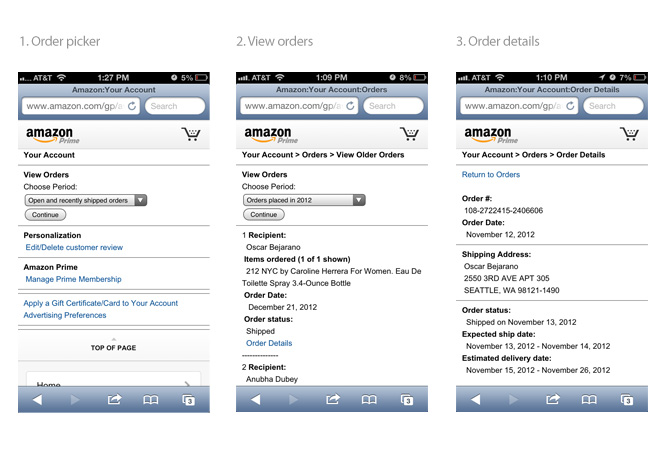 1. Order picker
AT&T 1:27 PM 5%
Amazon:Your Account
www.amazon.com/gp/a Search
amazon
Prime
Your Account
View Orders
Choose Period:
Open and recently shipped orders
Continue
Personalization
Edit/Delete customer review
Amazon Prime
Manage Prime Membership
Apply a Gift Certificate/Card to Your Account
Advertising Preferences
TOP OF PAGE
Home
3
2. View orders
AT&T 1:09 PM 8%
Amazon:Your Account:Orders
www.amazon.com/gp/a Search
amazon
Prime
Your Account > Orders > View Older Orders
View Orders
Choose Period:
Orders placed in 2012
Continue
1 Recipient:
Oscar Bejarano
Items ordered (1 of 1 shown)
212 NYC by Caroline Herrera For Women. Eau De
Toilette Spray 3.4-Ounce Bottle
Order Date:
December 21, 2012
Order status:
Shipped
Order Details
--------------
2 Recipient:
Anubha Dubey
3
3. Order details
AT&T 1:10 PM 7%
Amazon:Your Account:Order Details
www.amazon.com/gp/a Search
amazon
Prime
Your Account > Orders > Order Details
Return to Orders
Order #:
108-2722415-2406606
Order Date:
November 12, 2012
Shipping Address:
Oscar Bejarano
2550 3RD AVE APT 305
SEATTLE, WA 98121-1490
Order status:
Shipped on November 13, 2012
Expected ship date:
November 13, 2012 - November 14, 2012
Estimated delivery date:
November 15, 2012 - November 26, 2012
3